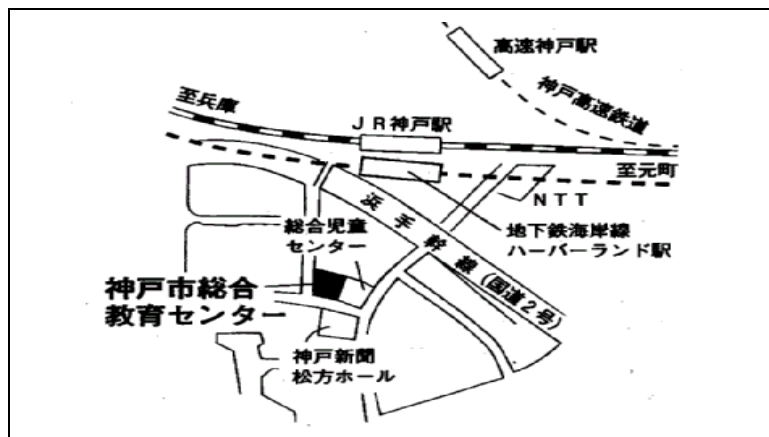 高速神戸駅
神戸高速鉄道
至兵庫
JR神戸駅
至元町
NTT
浜手幹線(国道2号)
地下鉄海岸線
ハーバーランド駅
総合児童
センター
神戸市総合
教育センター
神戸新聞
松方ホール